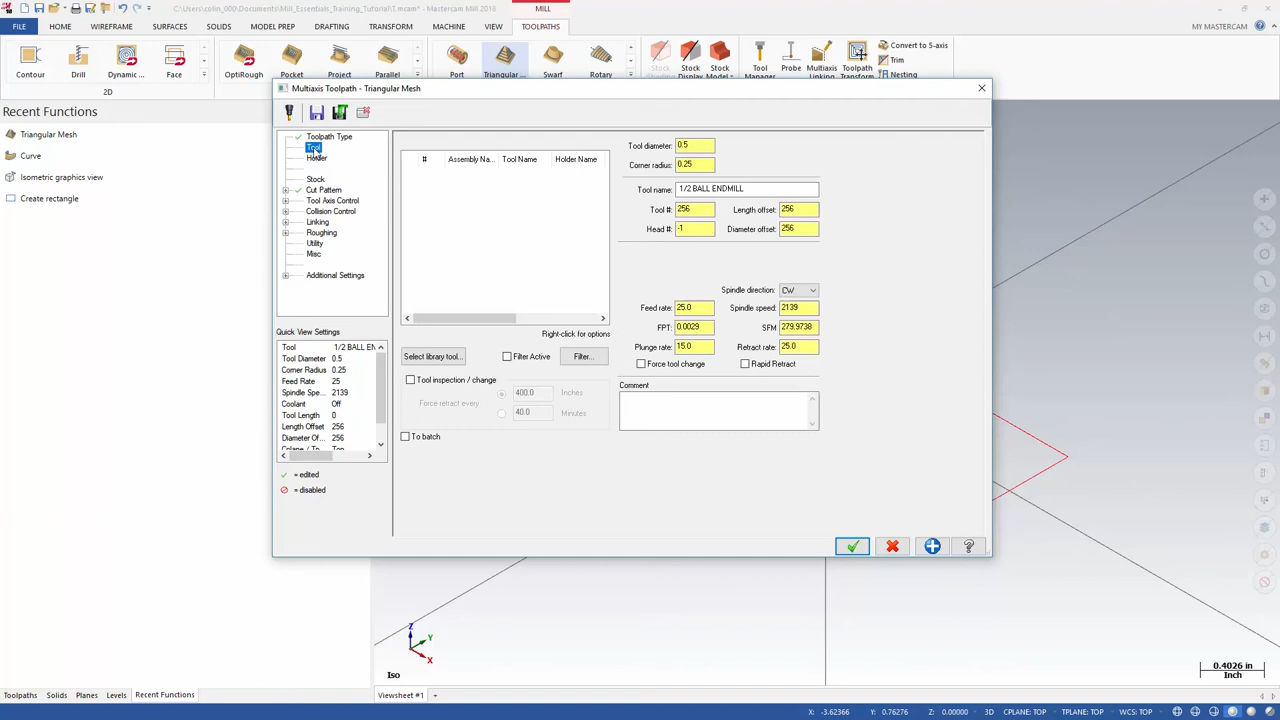 C:\Users\colin_000\Documents\Mill_Essentials_Training_Tutorial\T.mcam* - Mastercam Mill 2018
MILL
FILE HOME WIREFRAME SURFACES SOLIDS MODEL PREP DRAFTING TRANSFORM MACHINE VIEW TOOLPATHS MY MASTERCAM
Contour Drill Dynamic ... Face OptiRough Pocket Project Parallel Port Triangular ... Swarf Rotary Stock Shading Stock Display Stock Model Tool Manager Probe Multiaxis Linking Toolpath Transform
Convert to 5-axis
Trim
Nesting
2D
Recent Functions
Triangular Mesh
Curve
Isometric graphics view
Create rectangle
Multiaxis Toolpath - Triangular Mesh
Toolpath Type
Tool
Holder
Stock
Cut Pattern
Tool Axis Control
Collision Control
Linking
Roughing
Utility
Misc
Additional Settings
Quick View Settings
Tool 1/2 BALL EN
Tool Diameter 0.5
Corner Radius 0.25
Feed Rate 25
Spindle Spe... 2139
Coolant Off
Tool Length 0
Length Offset 256
Diameter Of... 256
Cplane / Tp... Top
= edited
= disabled
# Assembly Na... Tool Name Holder Name
Right-click for options
Select library tool... Filter Active Filter...
Tool inspection / change
Force retract every 400.0 Inches
40.0 Minutes
To batch
Tool diameter: 0.5
Corner radius: 0.25
Tool name: 1/2 BALL ENDMILL
Tool #: 256 Length offset: 256
Head #: -1 Diameter offset: 256
Spindle direction: CW
Feed rate: 25.0 Spindle speed: 2139
FPT: 0.0029 SFM 279.9738
Plunge rate: 15.0 Retract rate: 25.0
Force tool change Rapid Retract
Comment
Z
Y
X
Iso
0.4026 in
Inch
Toolpaths Solids Planes Levels Recent Functions
Viewsheet #1 +
X: -3.62366 Y: 0.76276 Z: 0.00000 3D CPLANE: TOP TPLANE: TOP WCS: TOP